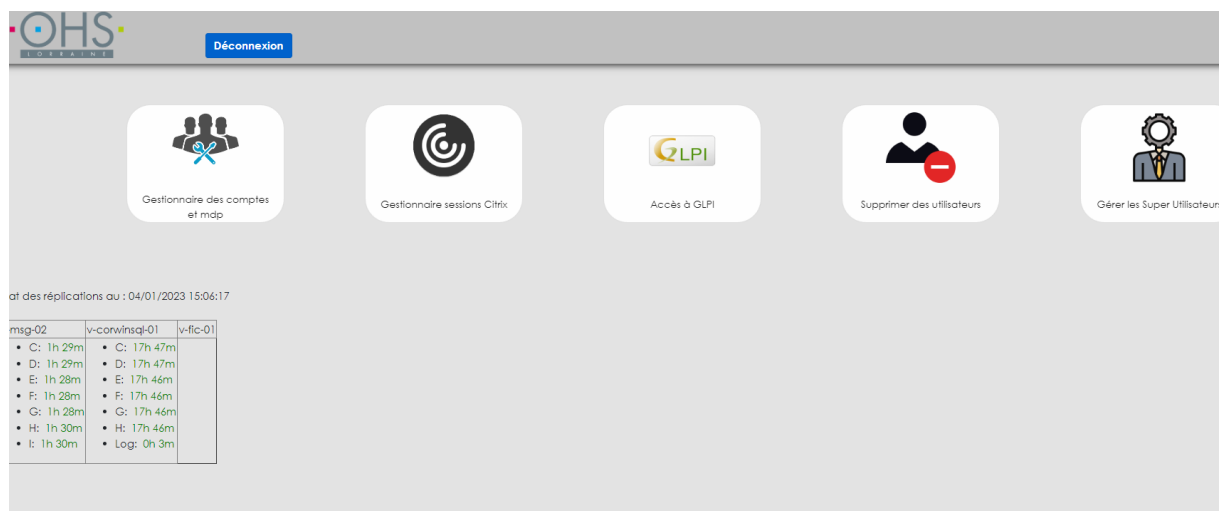 OHS
LORRAINE
Déconnexion
Gestionnaire des comptes
et mdp
Gestionnaire sessions Citrix
GLPI
Accès à GLPI
Supprimer des utilisateurs
Gérer les Super Utilisateurs
at des réplications au : 04/01/2023 15:06:17
msg-02 v-corwinsql-01 v-fic-01
• C: 1h 29m • C: 17h 47m
• D: 1h 29m • D: 17h 47m
• E: 1h 28m • E: 17h 46m
• F: 1h 28m • F: 17h 46m
• G: 1h 28m • G: 17h 46m
• H: 1h 30m • H: 17h 46m
• I: 1h 30m • Log: 0h 3m